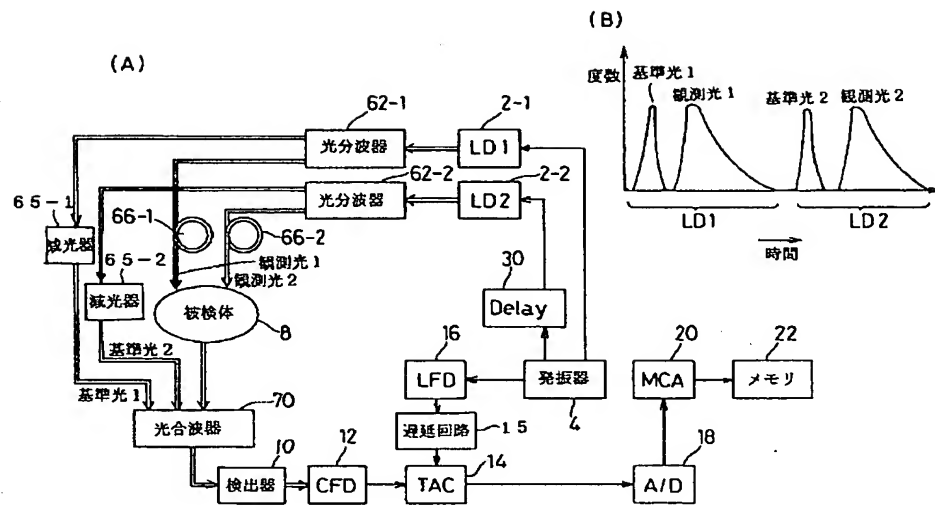 (A)
(B)
度数
基準光1
観測光1
基準光2
観測光2
LD1
LD2
時間
62-1
2-1
光分波器
LD1
62-2
2-2
光分波器
LD2
65-1
減光器
66-1
66-2
65-2
減光器
観測光1
観測光2
30
Delay
被検体
8
基準光2
基準光1
16
LFD
発振器
4
20
MCA
22
メモリ
70
光合波器
遅延回路
15
10
検出器
12
CFD
14
TAC
18
A/D